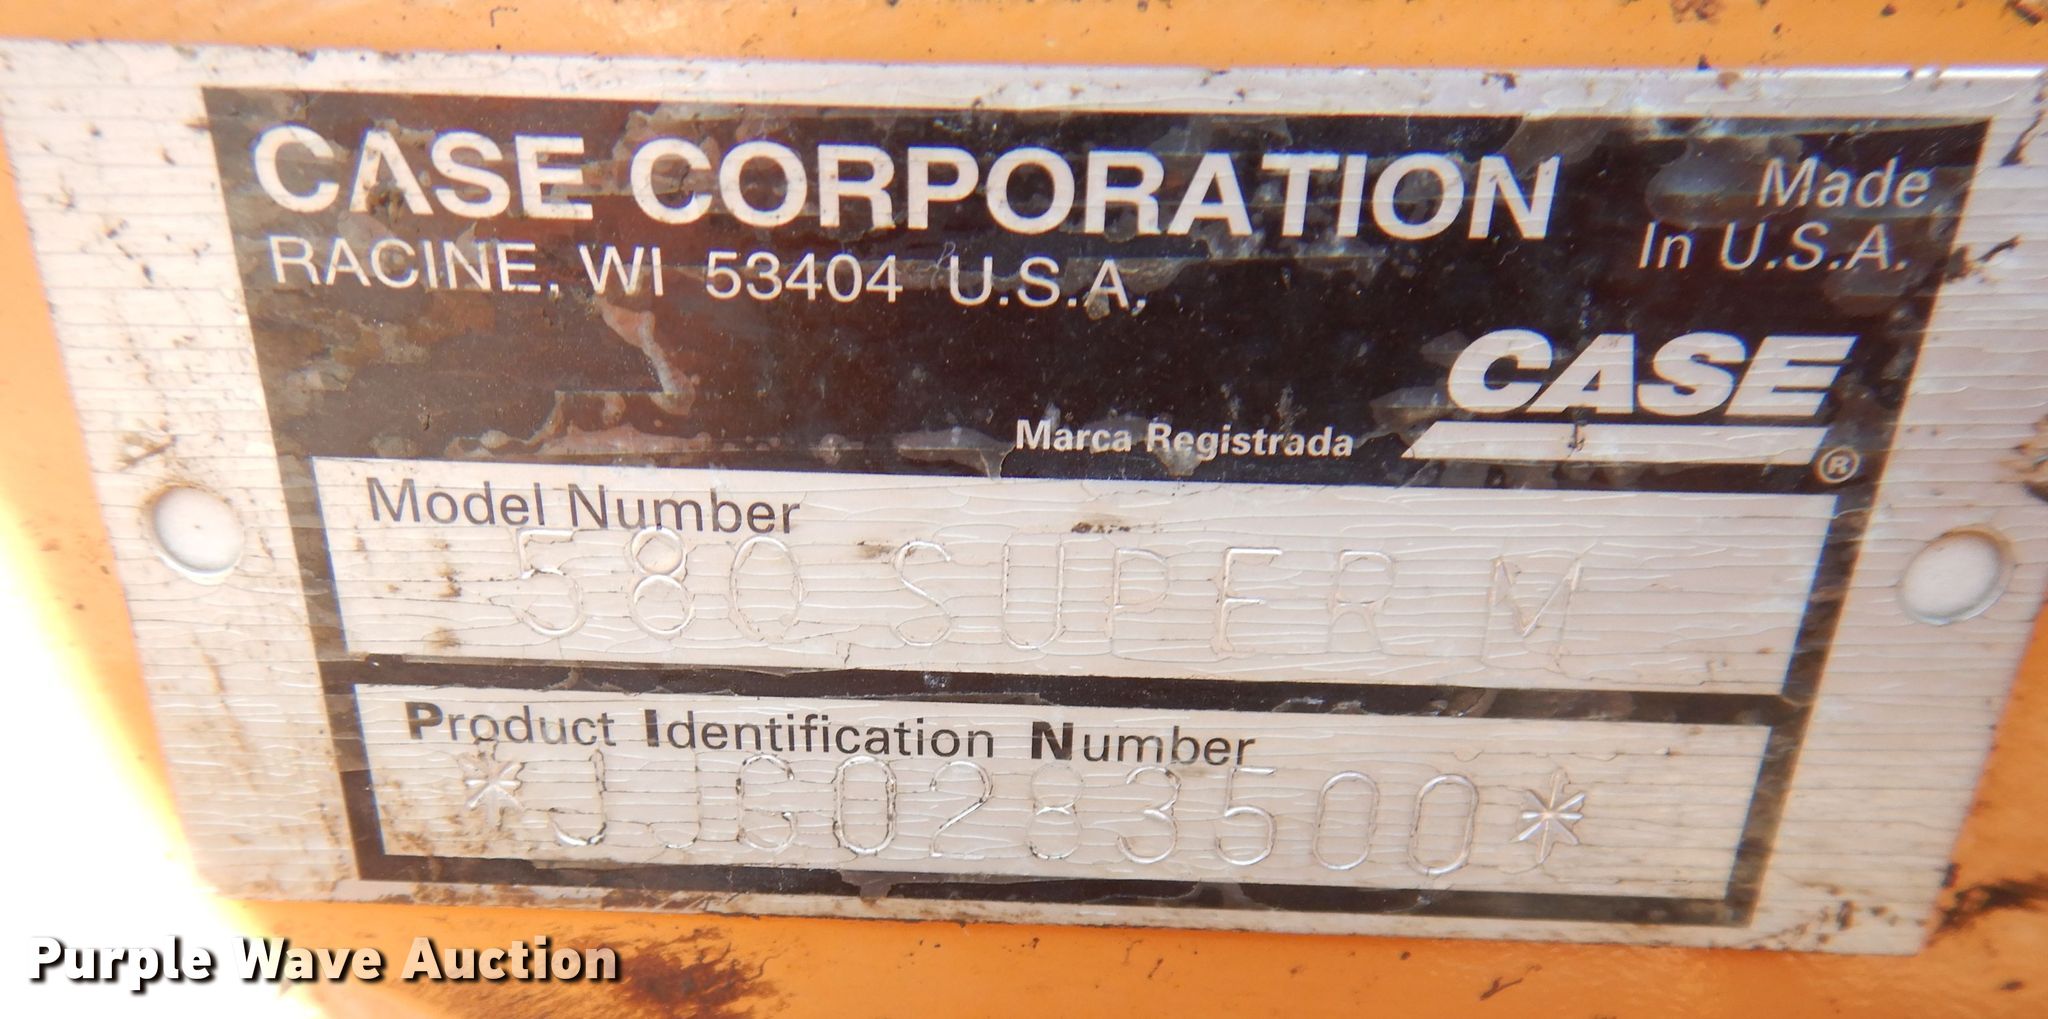 CASE CORPORATION
RACINE, WI 53404 U.S.A.
Made
In U.S.A.
CASE
®
Marca Registrada
Model Number
580 SUPER M
Product Identification Number
*JJG0283500*
Purple Wave Auction